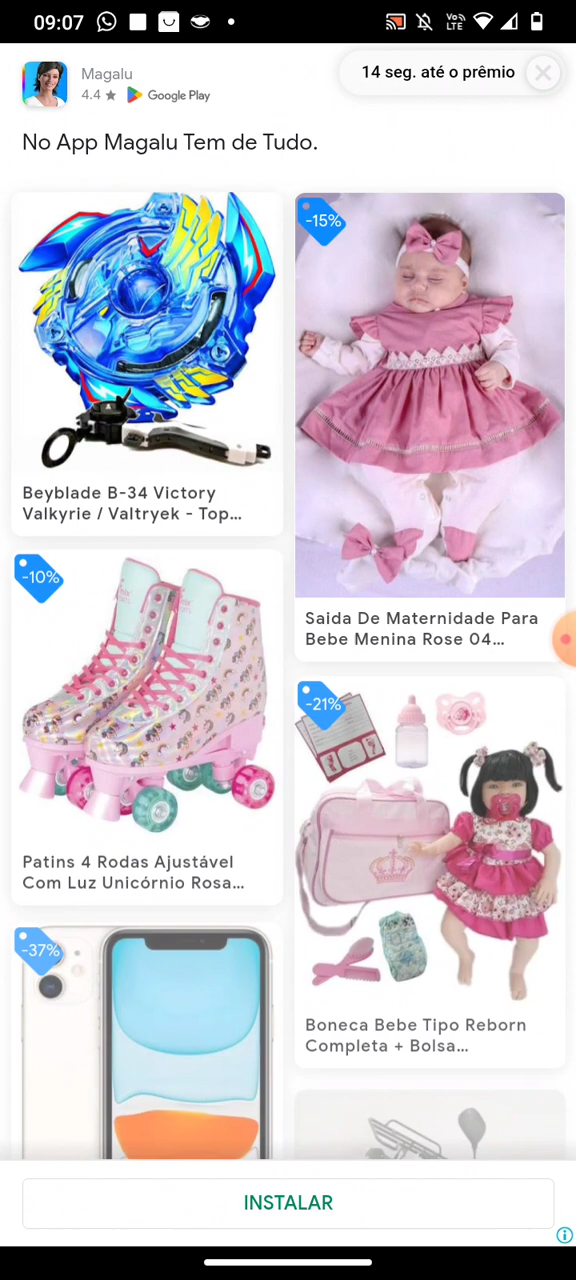 09:07
Vo LTE
Magalu
4.4 ★ Google Play
14 seg. até o prêmio
No App Magalu Tem de Tudo.
Beyblade B-34 Victory
Valkyrie / Valtryek - Top...
-15%
Saida De Maternidade Para
Bebe Menina Rose 04...
-10%
Patins 4 Rodas Ajustável
Com Luz Unicórnio Rosa...
-21%
Boneca Bebe Tipo Reborn
Completa + Bolsa...
-37%
INSTALAR